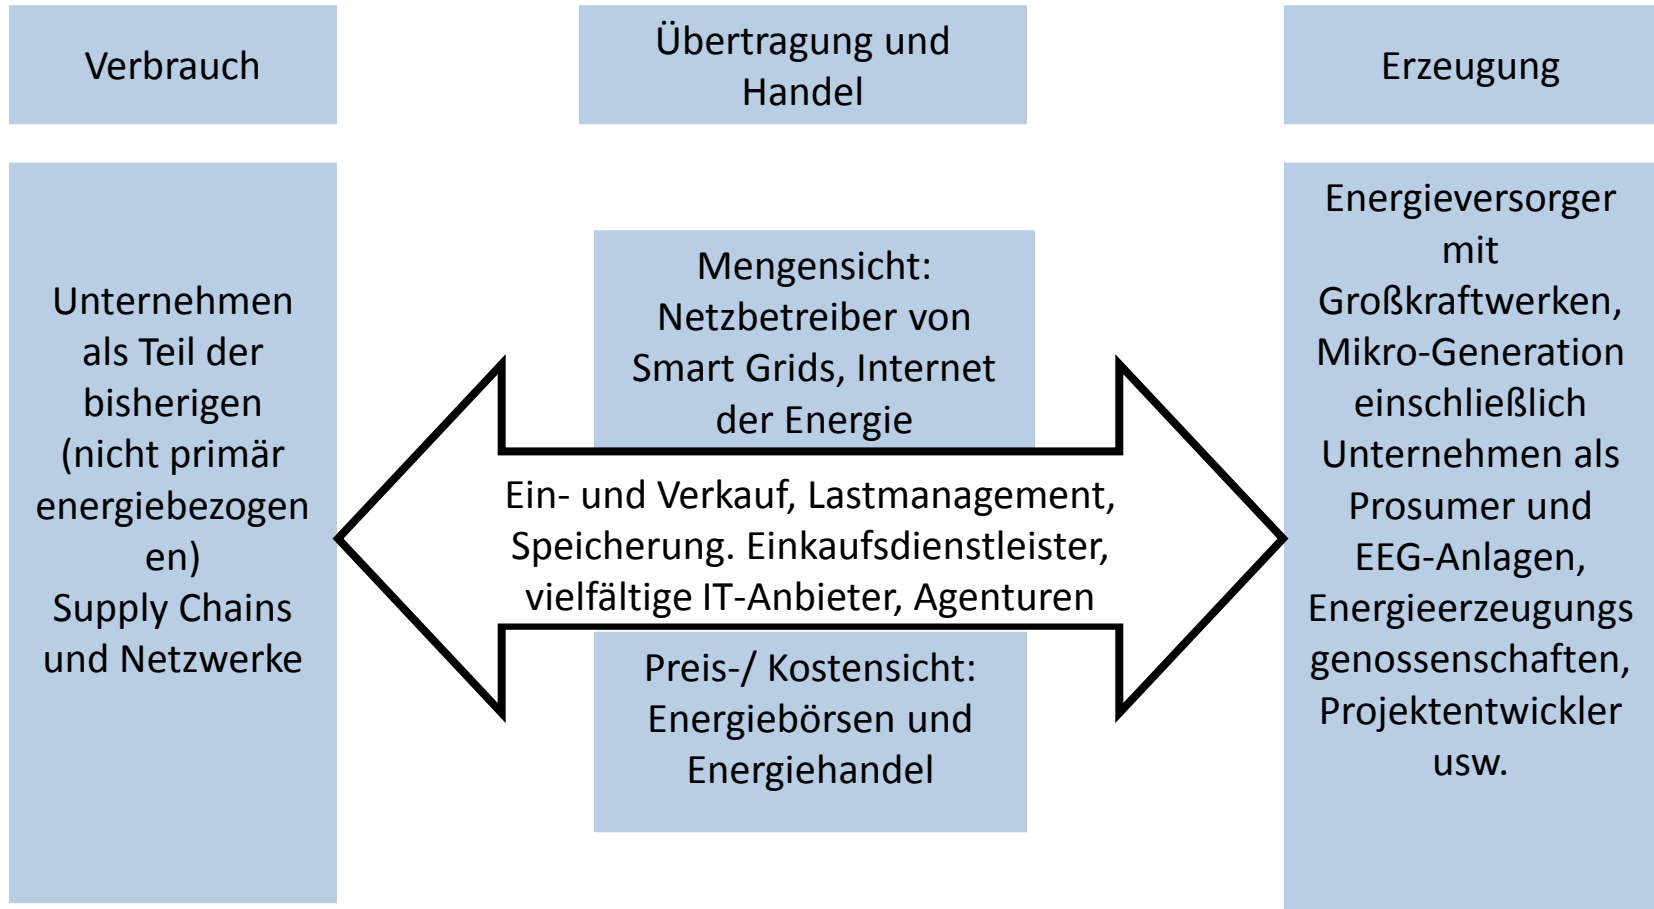 Verbrauch
Übertragung und
Handel
Erzeugung
Unternehmen
als Teil der
bisherigen
(nicht primär
energiebezogen
en)
Supply Chains
und Netzwerke
Mengensicht:
Netzbetreiber von
Smart Grids, Internet
der Energie
Ein- und Verkauf, Lastmanagement,
Speicherung. Einkaufsdienstleister,
vielfältige IT-Anbieter, Agenturen
Preis-/ Kostensicht:
Energiebörsen und
Energiehandel
Energieversorger
mit
Großkraftwerken,
Mikro-Generation
einschließlich
Unternehmen als
Prosumer und
EEG-Anlagen,
Energieerzeugungs
genossenschaften,
Projektentwickler
usw.